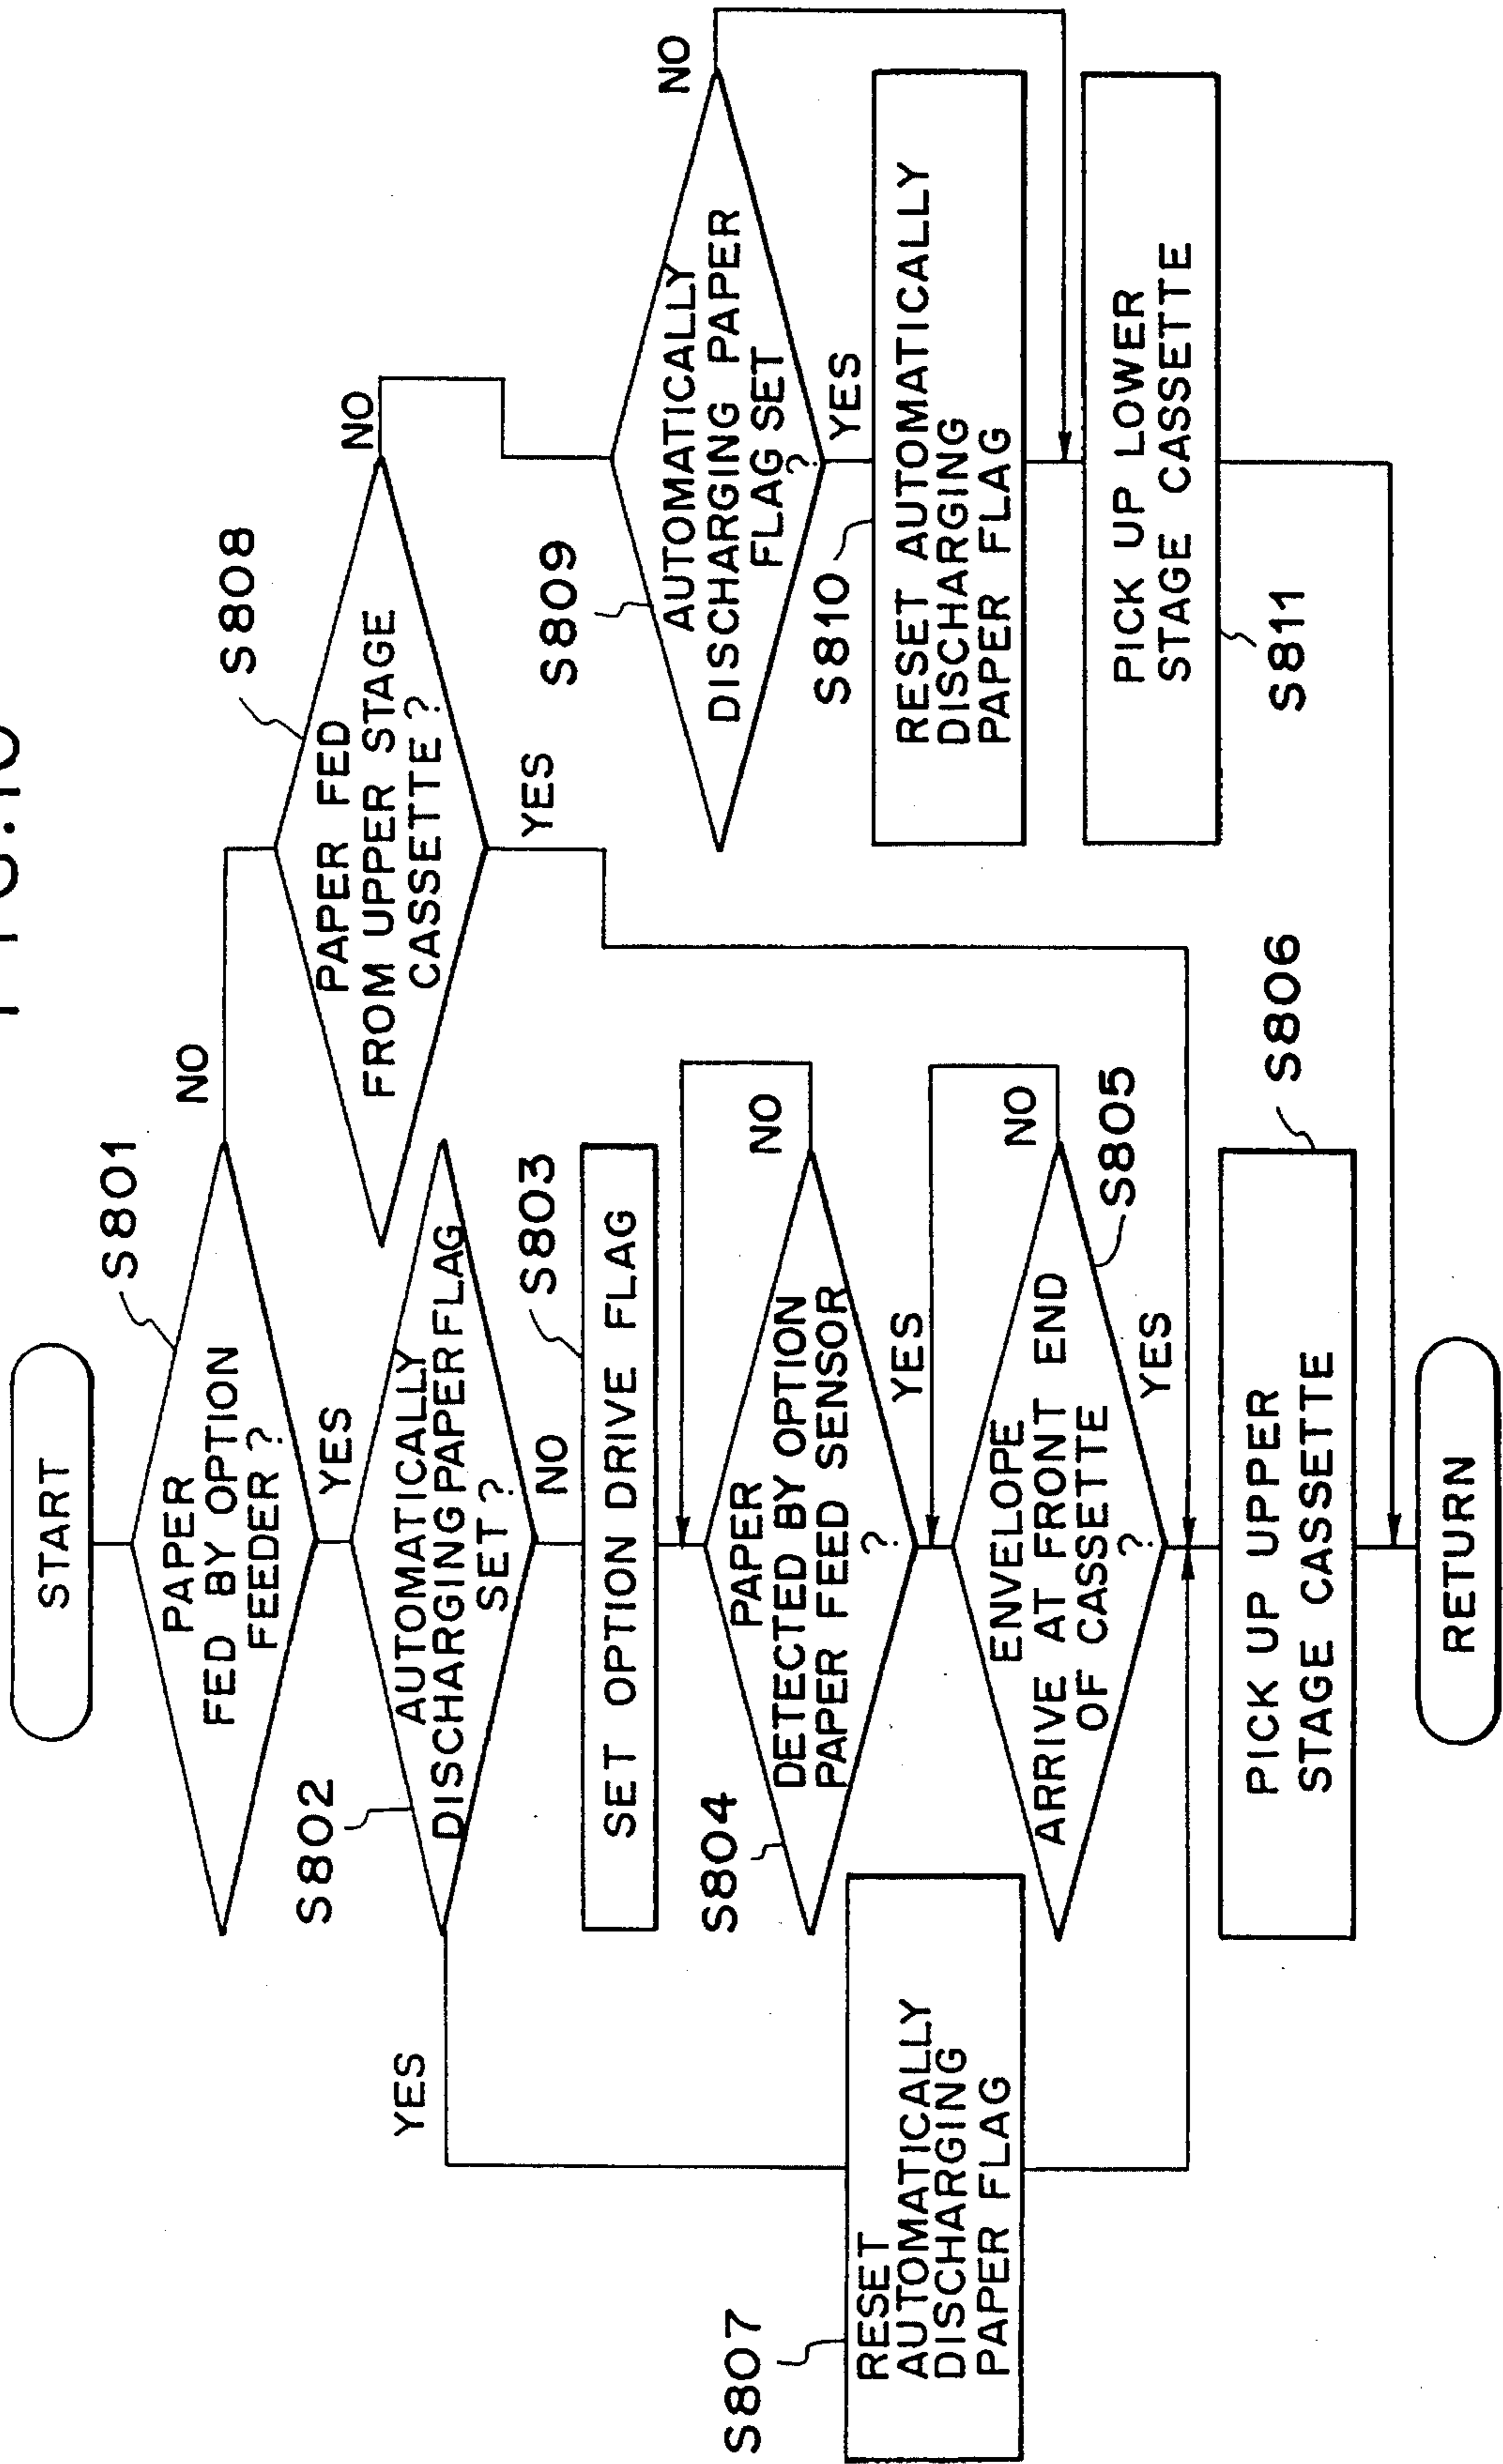 START
S801
PAPER
FED BY OPTION
FEEDER ?
NO
YES
S802
AUTOMATICALLY
DISCHARGING PAPER FLAG
SET ?
YES
NO
S803
SET OPTION DRIVE FLAG
S804
PAPER
DETECTED BY OPTION
PAPER FEED SENSOR
?
NO
YES
ENVELOPE
ARRIVE AT FRONT END
OF CASSETTE
?
NO
S805
YES
S806
PICK UP UPPER
STAGE CASSETTE
RETURN
S807
RESET
AUTOMATICALLY
DISCHARGING
PAPER FLAG
S808
PAPER FED
FROM UPPER STAGE
CASSETTE ?
NO
YES
S809
AUTOMATICALLY
DISCHARGING PAPER
FLAG SET
?
NO
YES
S810
RESET AUTOMATICALLY
DISCHARGING
PAPER FLAG
PICK UP LOWER
STAGE CASSETTE
S811